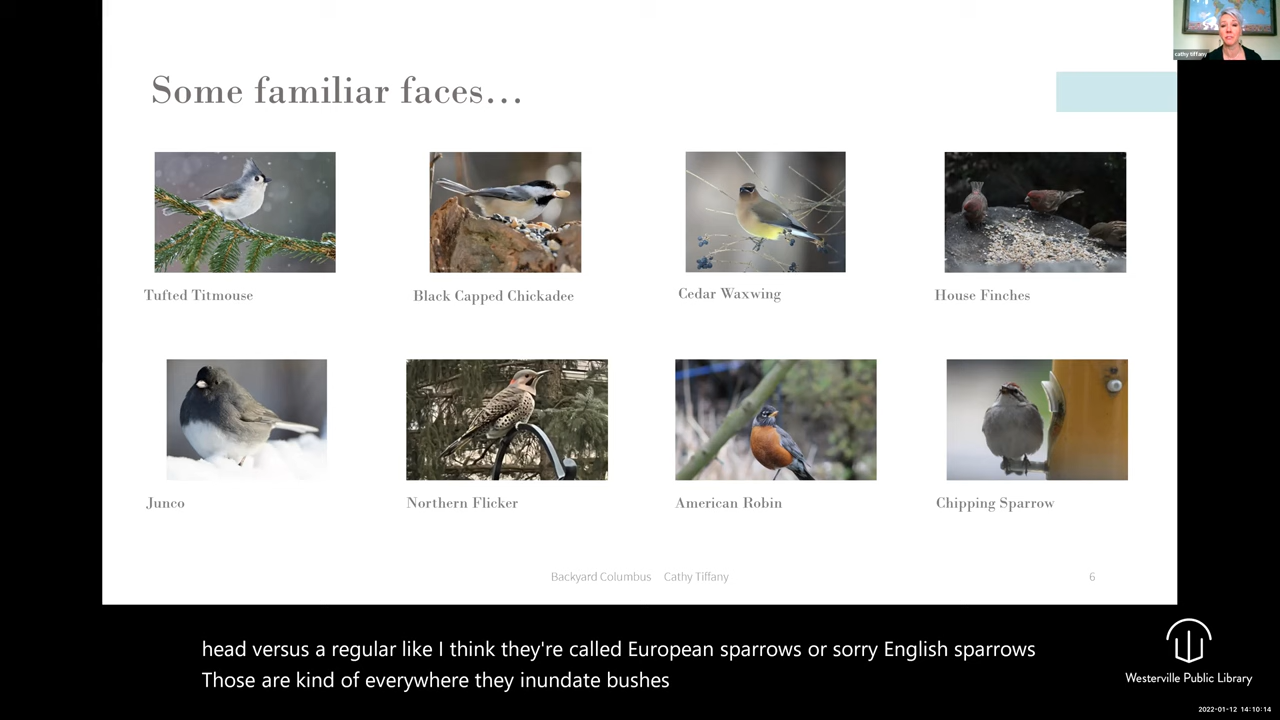 cathy tiffany
Some familiar faces...
Tufted Titmouse
Black Capped Chickadee
Cedar Waxwing
House Finches
Junco
Northern Flicker
American Robin
Chipping Sparrow
Backyard Columbus Cathy Tiffany
6
head versus a regular like I think they're called European sparrows or sorry English sparrows
Those are kind of everywhere they inundate bushes
Westerville Public Library
2022-01-12 14:10:14